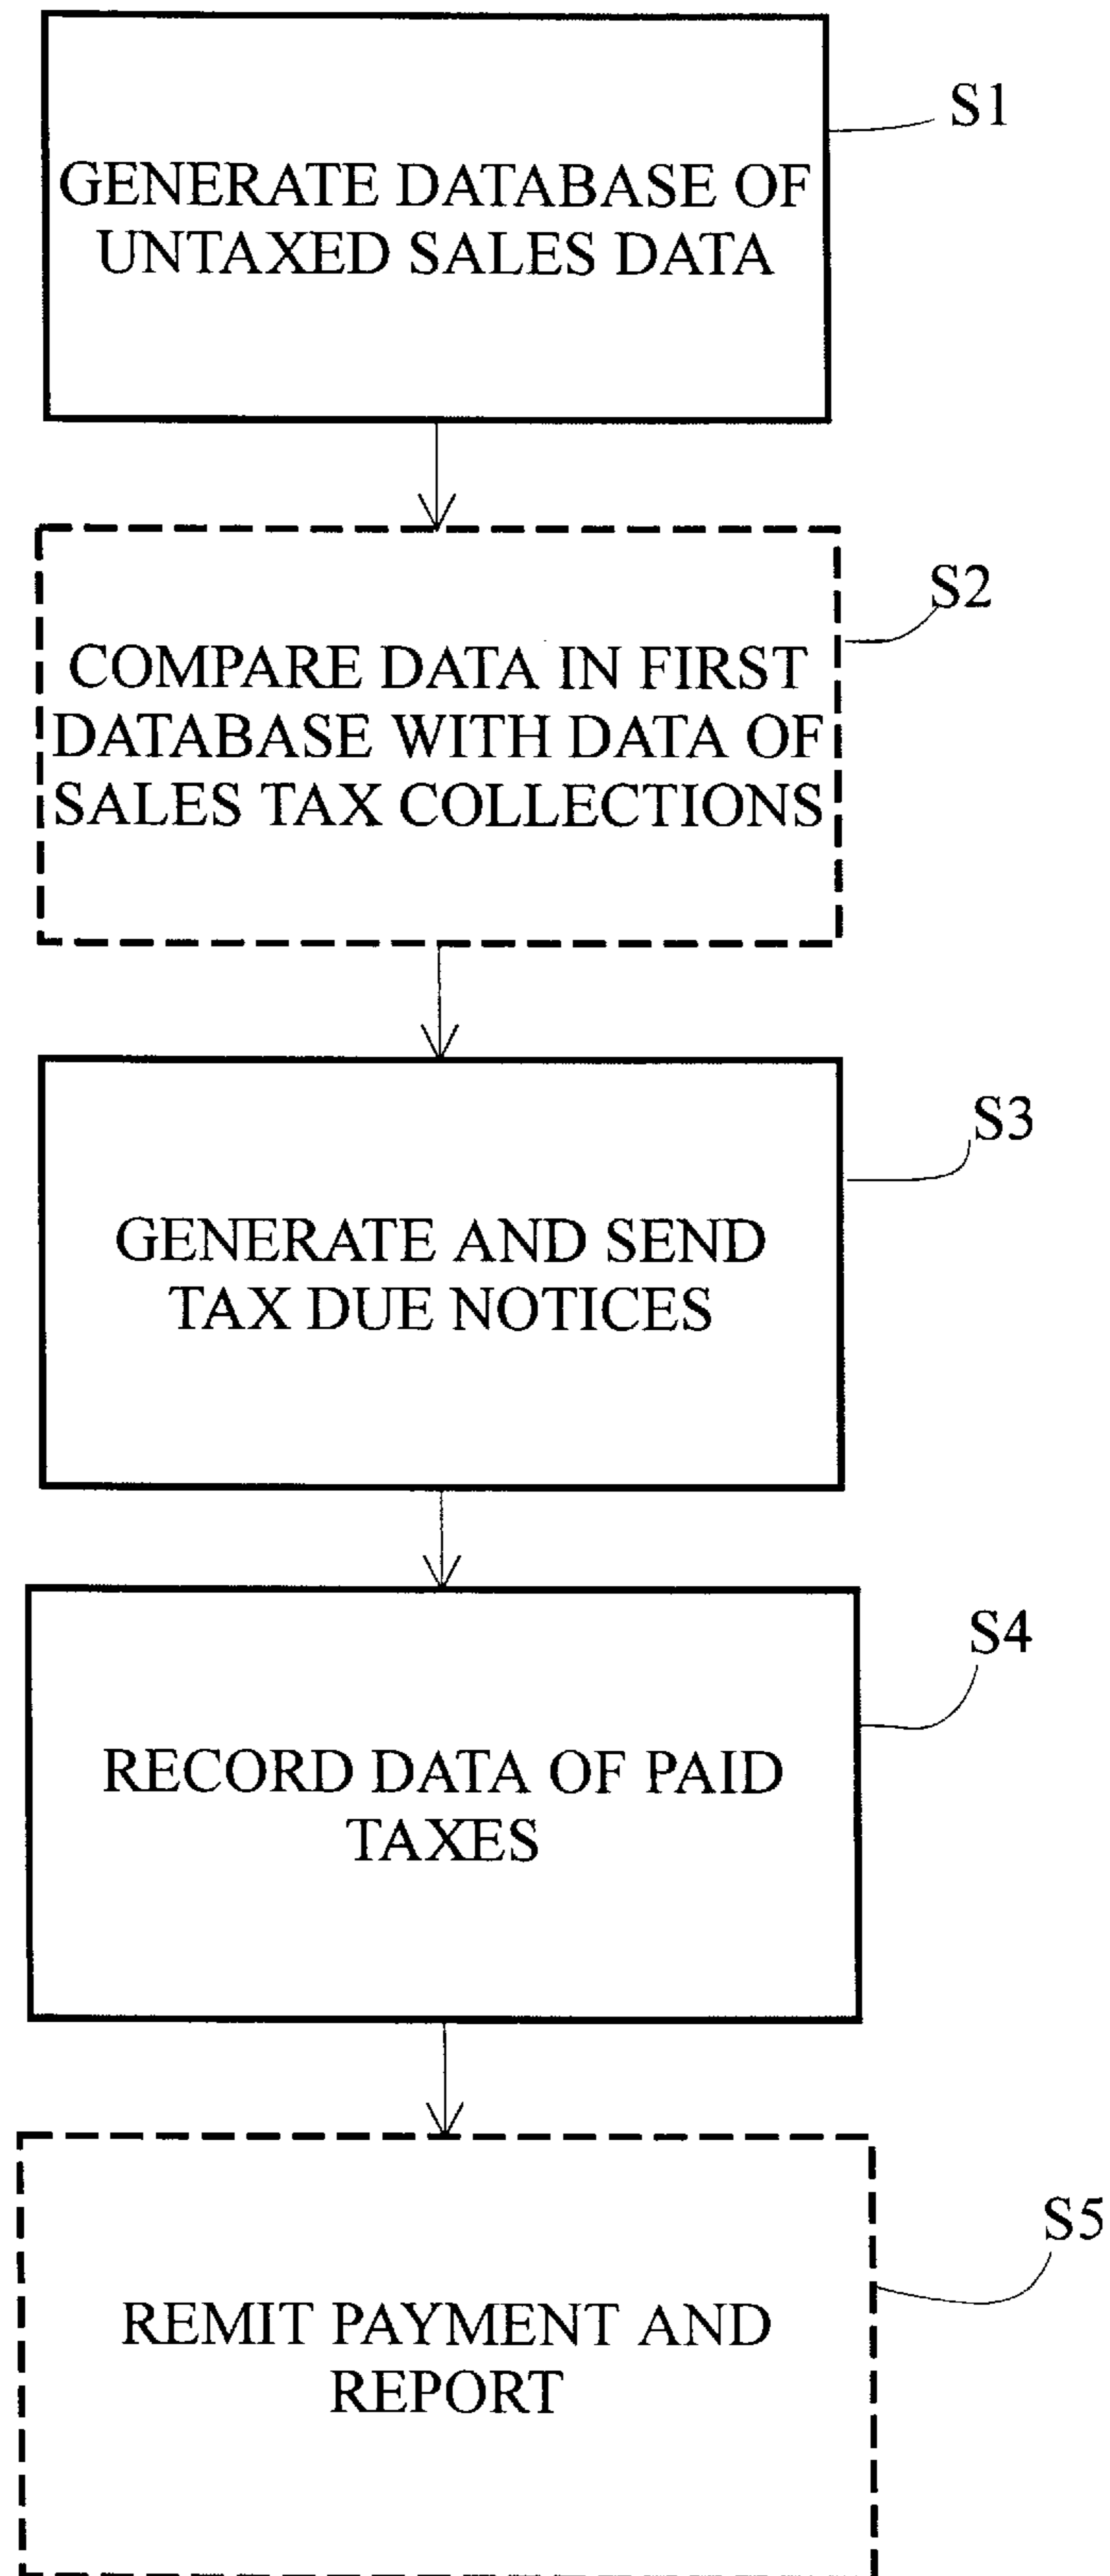 S1
GENERATE DATABASE OF
UNTAXED SALES DATA
S2
COMPARE DATA IN FIRST
DATABASE WITH DATA OF
SALES TAX COLLECTIONS
S3
GENERATE AND SEND
TAX DUE NOTICES
S4
RECORD DATA OF PAID
TAXES
S5
REMIT PAYMENT AND
REPORT